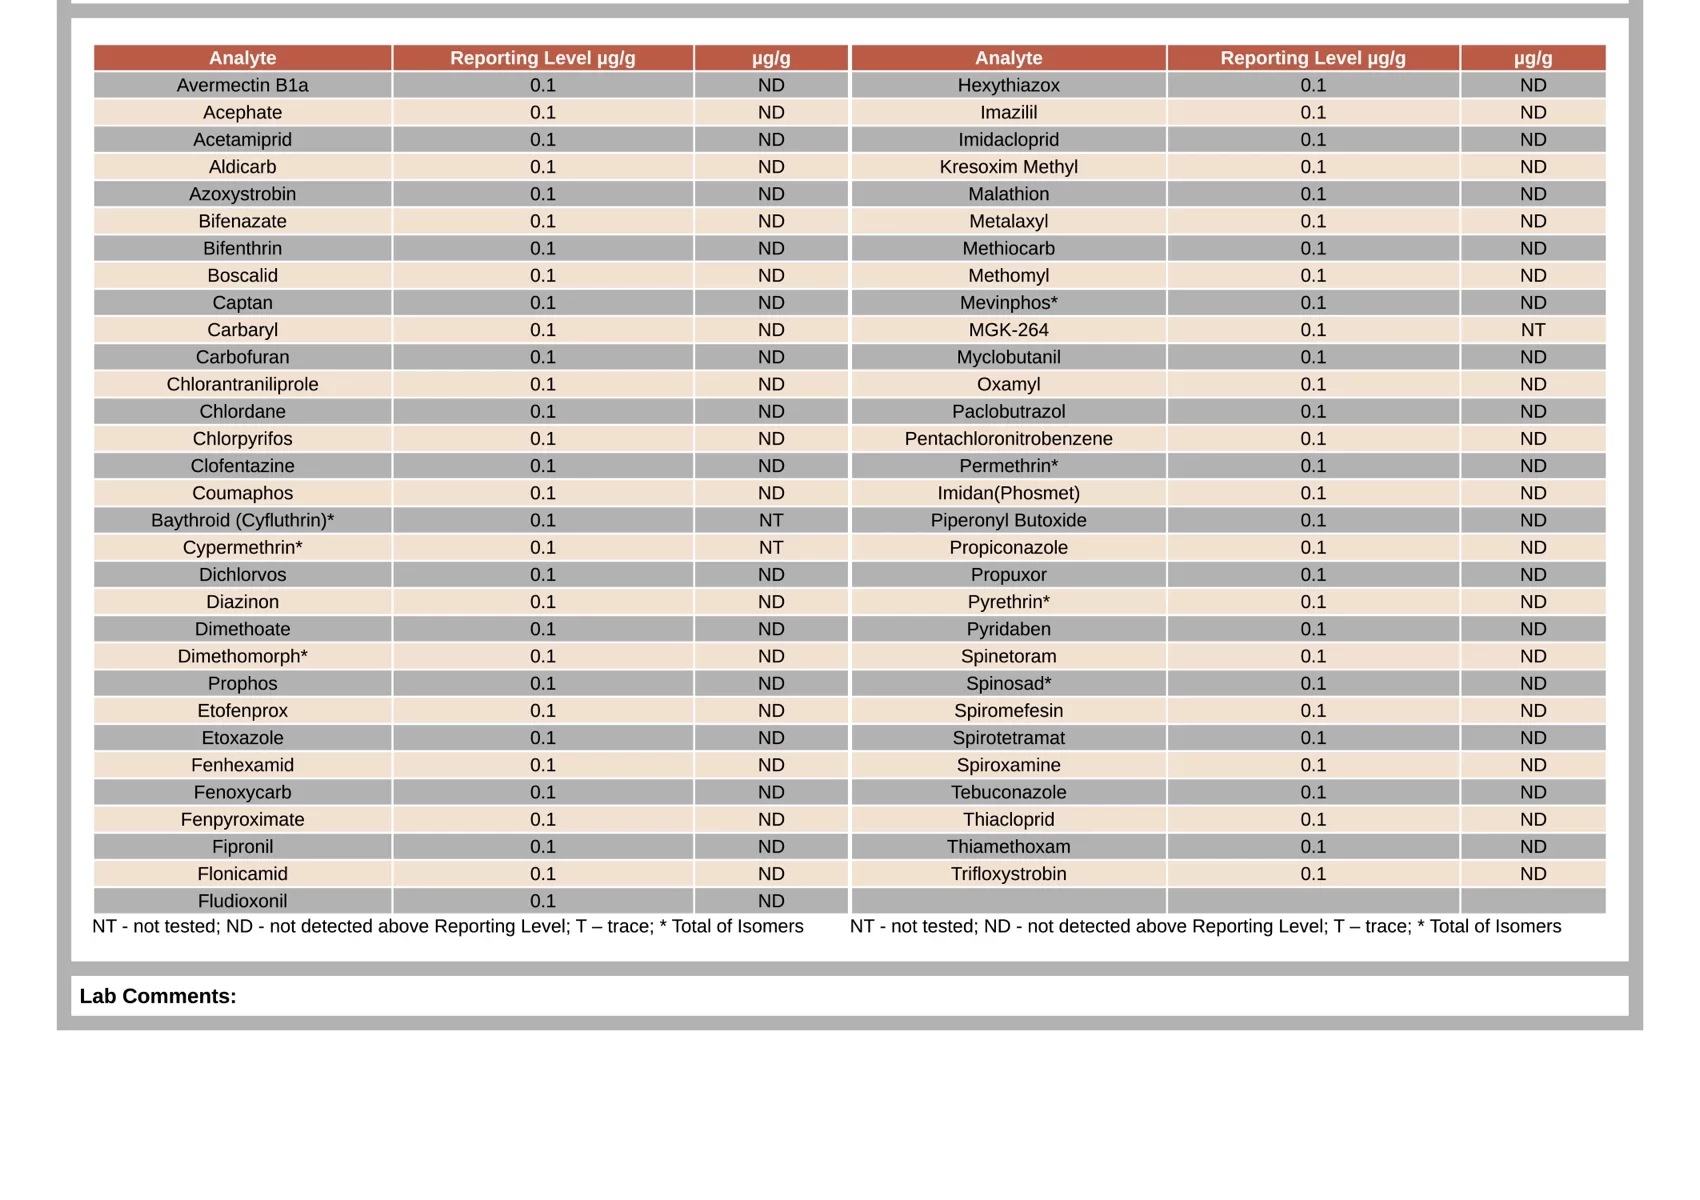 Analyte Reporting Level µg/g µg/g Analyte Reporting Level µg/g µg/g
Avermectin B1a 0.1 ND Hexythiazox 0.1 ND
Acephate 0.1 ND Imazilil 0.1 ND
Acetamiprid 0.1 ND Imidacloprid 0.1 ND
Aldicarb 0.1 ND Kresoxim Methyl 0.1 ND
Azoxystrobin 0.1 ND Malathion 0.1 ND
Bifenazate 0.1 ND Metalaxyl 0.1 ND
Bifenthrin 0.1 ND Methiocarb 0.1 ND
Boscalid 0.1 ND Methomyl 0.1 ND
Captan 0.1 ND Mevinphos* 0.1 ND
Carbaryl 0.1 ND MGK-264 0.1 NT
Carbofuran 0.1 ND Myclobutanil 0.1 ND
Chlorantraniliprole 0.1 ND Oxamyl 0.1 ND
Chlordane 0.1 ND Paclobutrazol 0.1 ND
Chlorpyrifos 0.1 ND Pentachloronitrobenzene 0.1 ND
Clofentazine 0.1 ND Permethrin* 0.1 ND
Coumaphos 0.1 ND Imidan(Phosmet) 0.1 ND
Baythroid (Cyfluthrin)* 0.1 NT Piperonyl Butoxide 0.1 ND
Cypermethrin* 0.1 NT Propiconazole 0.1 ND
Dichlorvos 0.1 ND Propuxor 0.1 ND
Diazinon 0.1 ND Pyrethrin* 0.1 ND
Dimethoate 0.1 ND Pyridaben 0.1 ND
Dimethomorph* 0.1 ND Spinetoram 0.1 ND
Prophos 0.1 ND Spinosad* 0.1 ND
Etofenprox 0.1 ND Spiromefesin 0.1 ND
Etoxazole 0.1 ND Spirotetramat 0.1 ND
Fenhexamid 0.1 ND Spiroxamine 0.1 ND
Fenoxycarb 0.1 ND Tebuconazole 0.1 ND
Fenpyroximate 0.1 ND Thiacloprid 0.1 ND
Fipronil 0.1 ND Thiamethoxam 0.1 ND
Flonicamid 0.1 ND Trifloxystrobin 0.1 ND
Fludioxonil 0.1 ND
NT - not tested; ND - not detected above Reporting Level; T – trace; * Total of Isomers NT - not tested; ND - not detected above Reporting Level; T – trace; * Total of Isomers
Lab Comments: